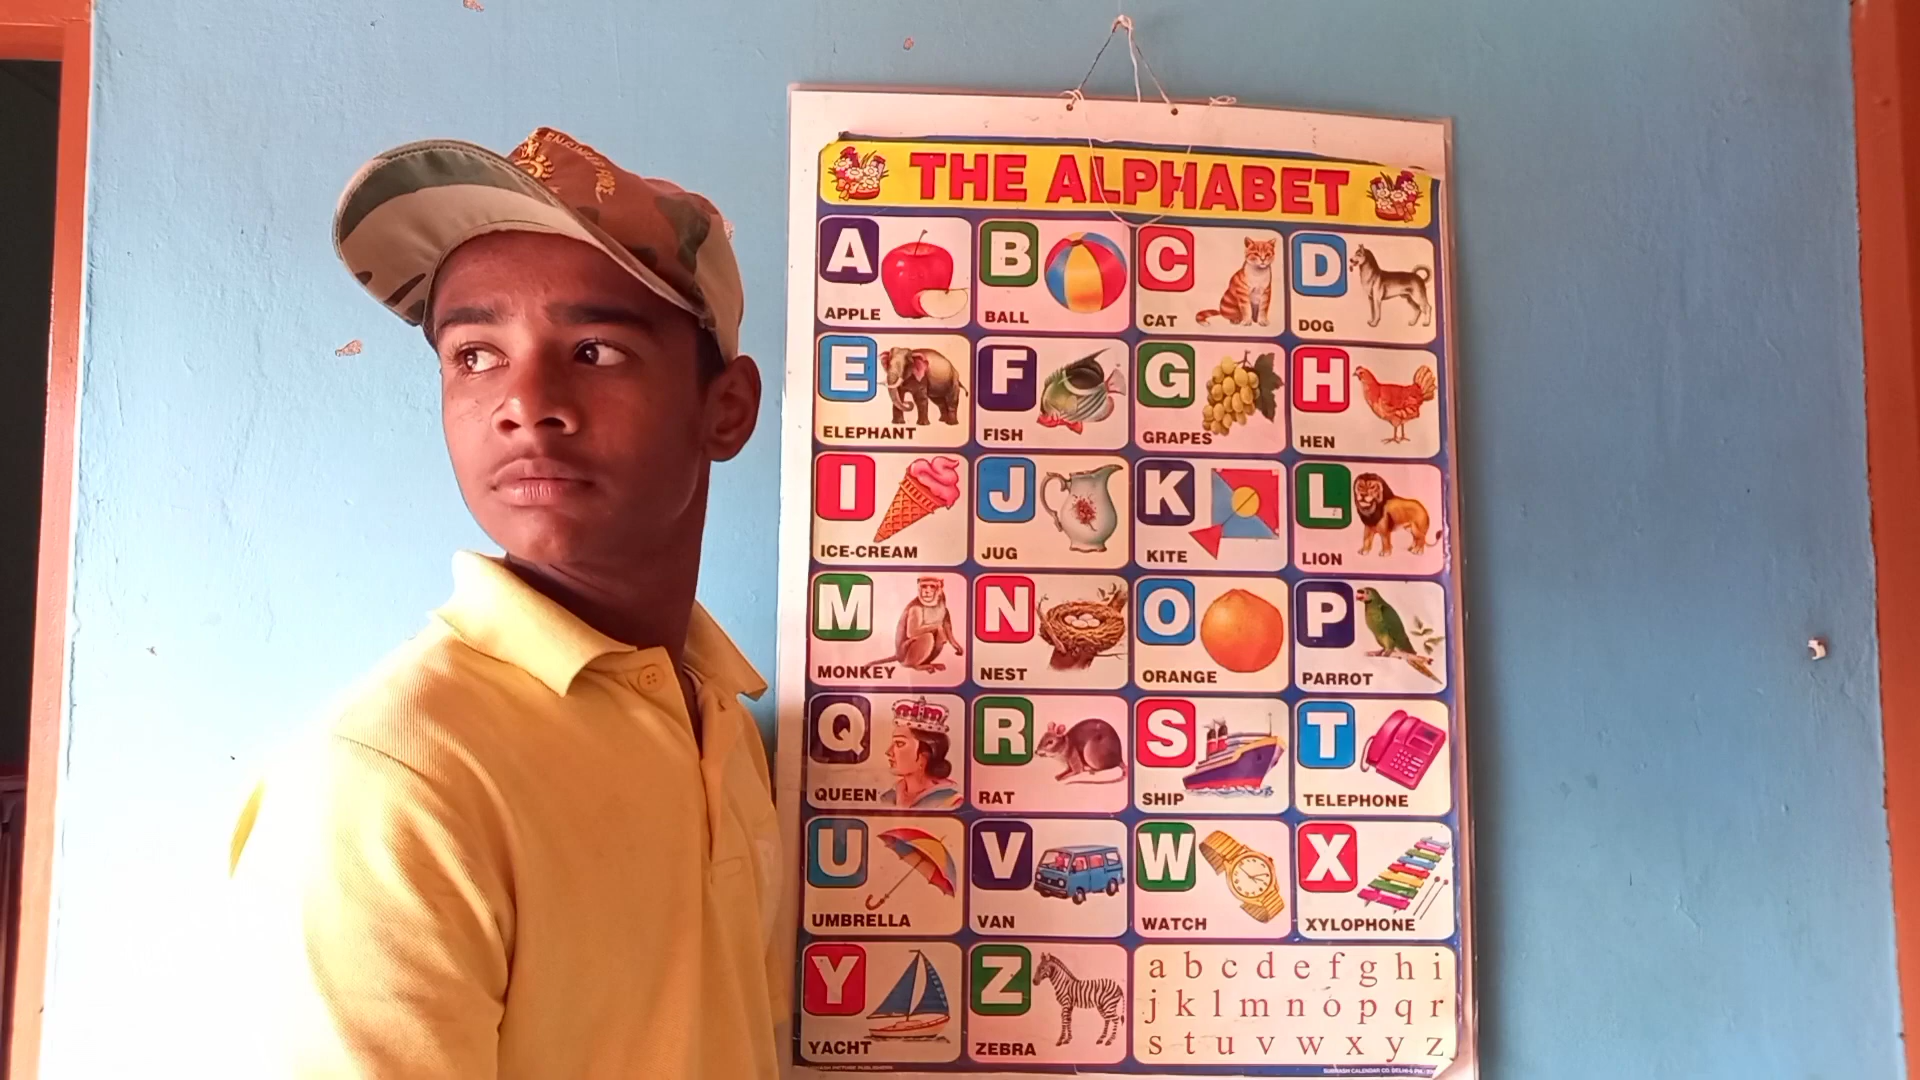 THE ALPHABET
A B C D
APPLE BALL CAT DOG
E F G H
ELEPHANT FISH GRAPES HEN
I J K L
ICE-CREAM JUG KITE LION
M N O P
MONKEY NEST ORANGE PARROT
Q R S T
QUEEN RAT SHIP TELEPHONE
U V W X
UMBRELLA VAN WATCH XYLOPHONE
Y Z
YACHT ZEBRA
a b c d e f g h i
j k l m n o p q r
s t u v w x y z